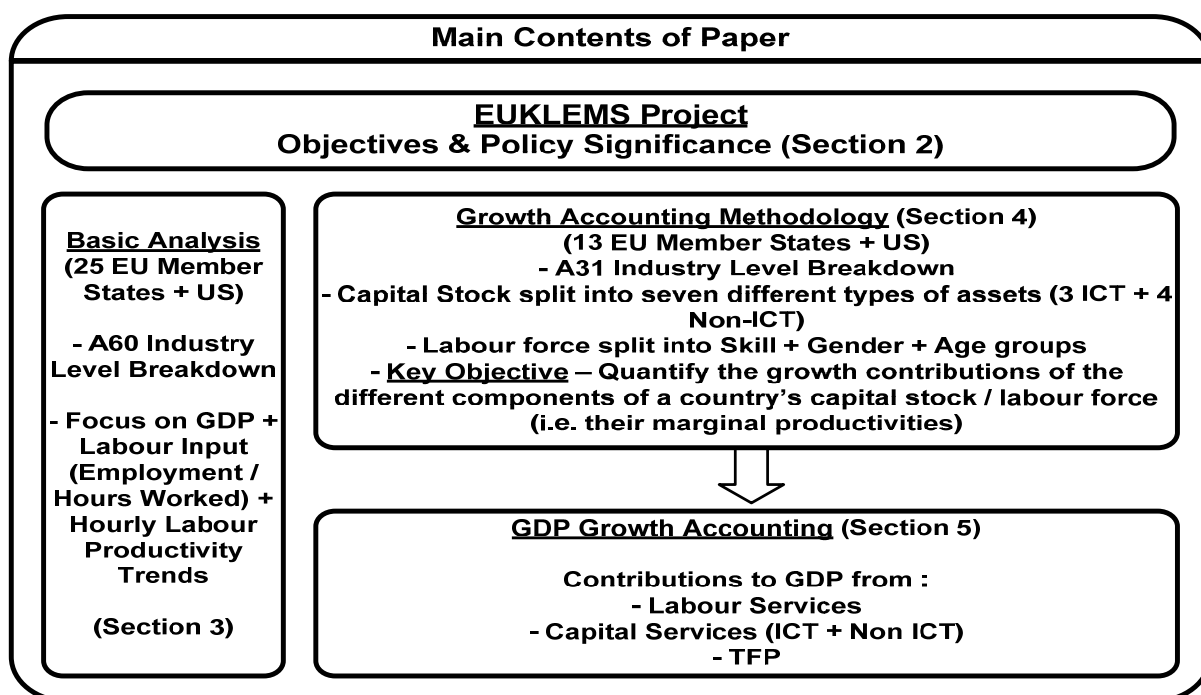 Main Contents of Paper
EUKLEMS Project
Objectives & Policy Significance (Section 2)
Basic Analysis
(25 EU Member
States + US)
- A60 Industry
Level Breakdown
- Focus on GDP +
Labour Input
(Employment /
Hours Worked) +
Hourly Labour
Productivity
Trends
(Section 3)
Growth Accounting Methodology (Section 4)
(13 EU Member States + US)
- A31 Industry Level Breakdown
- Capital Stock split into seven different types of assets (3 ICT + 4
Non-ICT)
- Labour force split into Skill + Gender + Age groups
- Key Objective – Quantify the growth contributions of the
different components of a country's capital stock / labour force
(i.e. their marginal productivities)
GDP Growth Accounting (Section 5)
Contributions to GDP from :
- Labour Services
- Capital Services (ICT + Non ICT)
- TFP